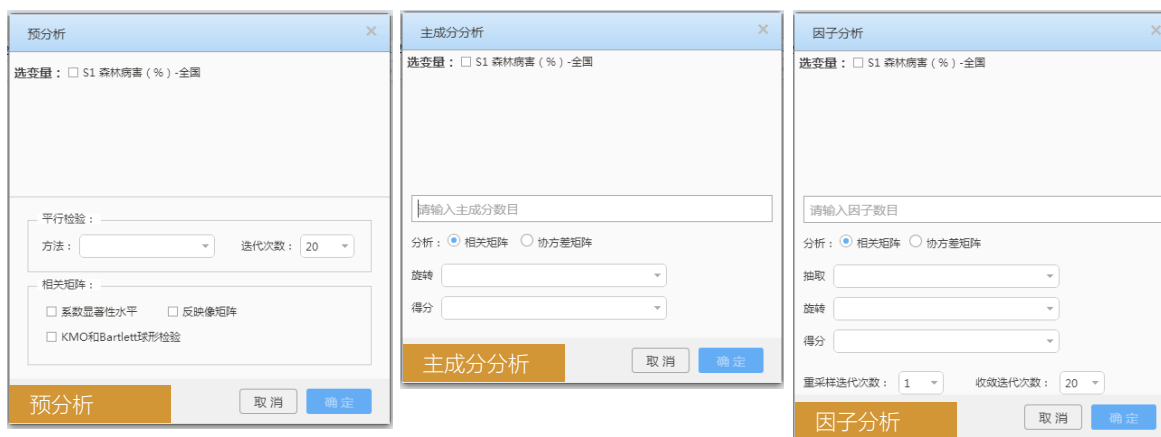 预分析
选变量： S1 森林病害（%）-全国
平行检验：
方法： 迭代次数： 20
相关矩阵：
系数显著性水平 反映像矩阵
KMO和Bartlett球形检验
取消 确定
预分析
主成分分析
选变量： S1 森林病害（%）-全国
请输入主成分数目
分析： 相关矩阵 协方差矩阵
旋转
得分
取消 确定
主成分分析
因子分析
选变量： S1 森林病害（%）-全国
请输入因子数目
分析： 相关矩阵 协方差矩阵
抽取
旋转
得分
重采样迭代次数： 1 收敛迭代次数： 20
取消 确定
因子分析